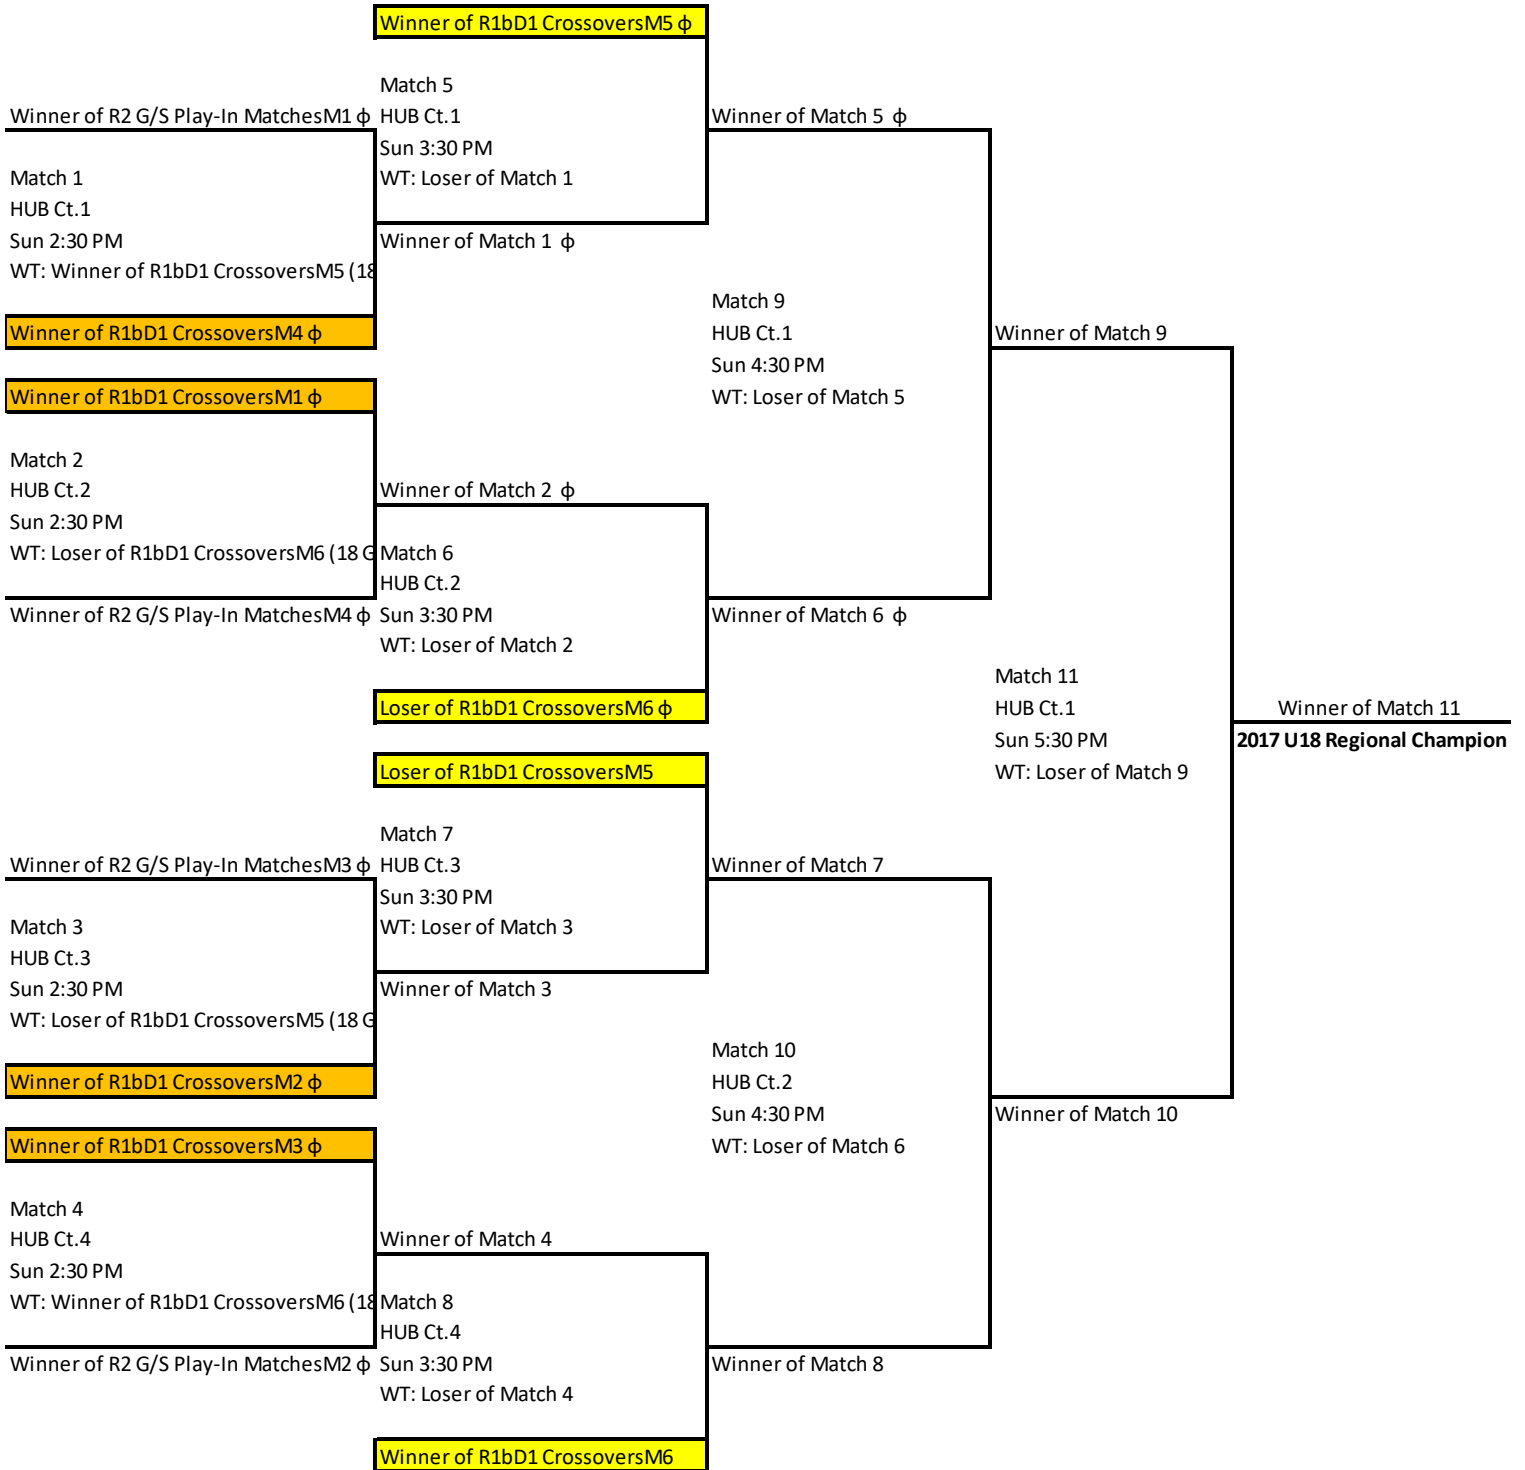 Winner of R1bD1 CrossoversM5 ϕ
Match 5
Winner of R2 G/S Play-In MatchesM1 ϕ
HUB Ct.1
Winner of Match 5 ϕ
Sun 3:30 PM
Match 1
WT: Loser of Match 1
HUB Ct.1
Sun 2:30 PM
Winner of Match 1 ϕ
WT: Winner of R1bD1 CrossoversM5 (18
Match 9
Winner of R1bD1 CrossoversM4 ϕ
HUB Ct.1
Winner of Match 9
Sun 4:30 PM
Winner of R1bD1 CrossoversM1 ϕ
WT: Loser of Match 5
Match 2
HUB Ct.2
Winner of Match 2 ϕ
Sun 2:30 PM
WT: Loser of R1bD1 CrossoversM6 (18 G
Match 6
HUB Ct.2
Winner of R2 G/S Play-In MatchesM4 ϕ
Sun 3:30 PM
Winner of Match 6 ϕ
WT: Loser of Match 2
Match 11
Loser of R1bD1 CrossoversM6 ϕ
HUB Ct.1
Winner of Match 11
Sun 5:30 PM
2017 U18 Regional Champion
Loser of R1bD1 CrossoversM5
WT: Loser of Match 9
Match 7
Winner of R2 G/S Play-In MatchesM3 ϕ
HUB Ct.3
Winner of Match 7
Sun 3:30 PM
Match 3
WT: Loser of Match 3
HUB Ct.3
Sun 2:30 PM
Winner of Match 3
WT: Loser of R1bD1 CrossoversM5 (18 G
Match 10
Winner of R1bD1 CrossoversM2 ϕ
HUB Ct.2
Sun 4:30 PM
Winner of Match 10
Winner of R1bD1 CrossoversM3 ϕ
WT: Loser of Match 6
Match 4
HUB Ct.4
Winner of Match 4
Sun 2:30 PM
WT: Winner of R1bD1 CrossoversM6 (18
Match 8
HUB Ct.4
Winner of R2 G/S Play-In MatchesM2 ϕ
Sun 3:30 PM
Winner of Match 8
WT: Loser of Match 4
Winner of R1bD1 CrossoversM6